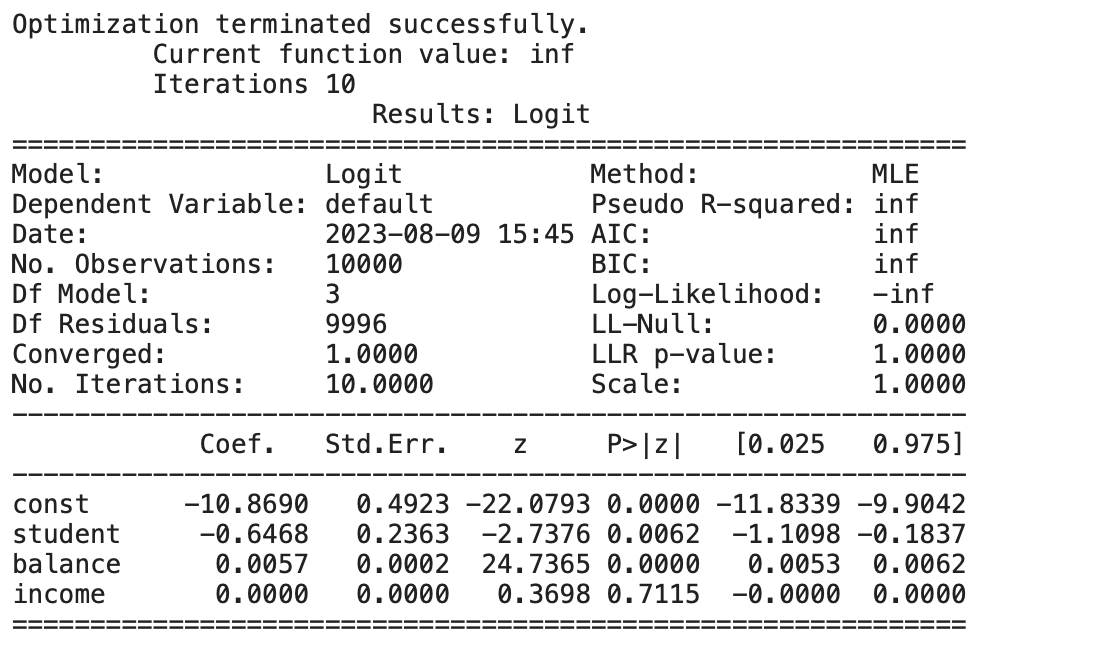 Optimization terminated successfully.
         Current function value: inf
         Iterations 10
                       Results: Logit
=============================================================
Model:              Logit            Method:           MLE
Dependent Variable: default          Pseudo R-squared: inf
Date:               2023-08-09 15:45 AIC:              inf
No. Observations:   10000            BIC:              inf
Df Model:           3                Log-Likelihood:   -inf
Df Residuals:       9996             LL-Null:          0.0000
Converged:          1.0000           LLR p-value:      1.0000
No. Iterations:     10.0000          Scale:            1.0000
-------------------------------------------------------------
            Coef.   Std.Err.    z     P>|z|   [0.025   0.975]
-------------------------------------------------------------
const      -10.8690   0.4923 -22.0793 0.0000 -11.8339 -9.9042
student     -0.6468   0.2363  -2.7376 0.0062  -1.1098 -0.1837
balance      0.0057   0.0002  24.7365 0.0000   0.0053  0.0062
income       0.0000   0.0000   0.3698 0.7115  -0.0000  0.0000
=============================================================